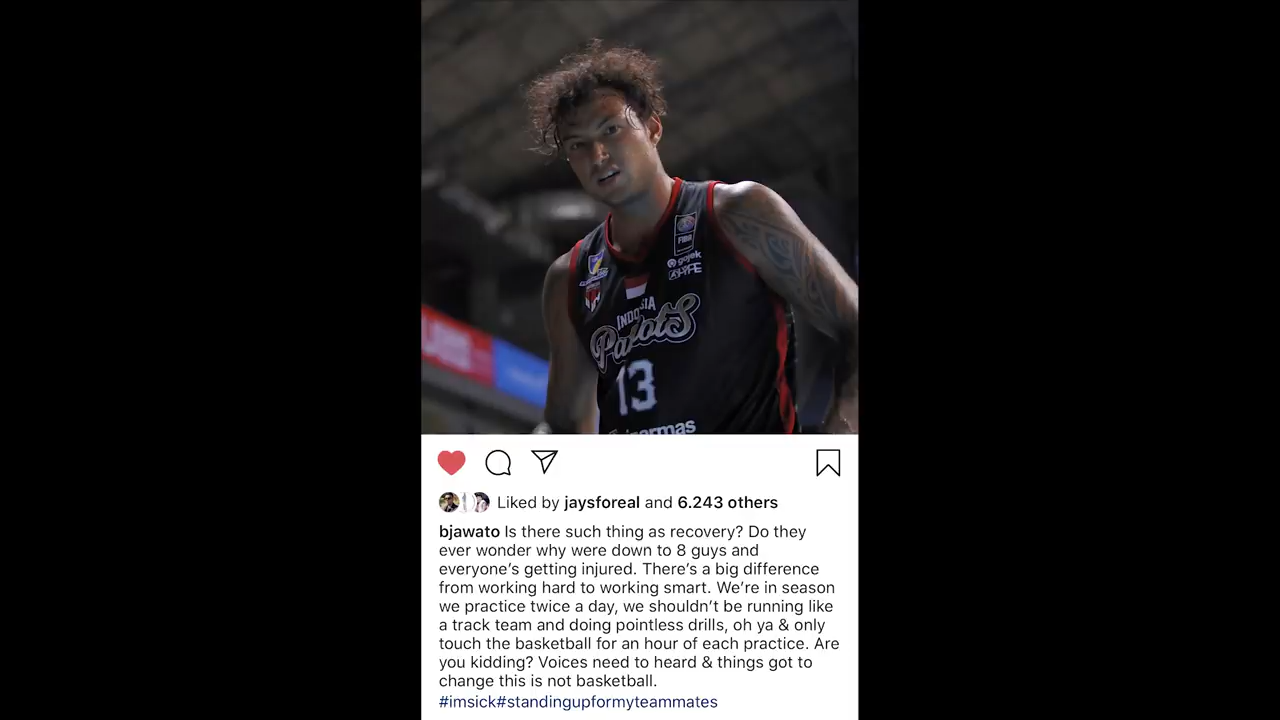 FIBA
gojek
INDONESIA
Patriots
13
Liked by jaysforeal and 6.243 others
bjawato Is there such thing as recovery? Do they
ever wonder why were down to 8 guys and
everyone’s getting injured. There’s a big difference
from working hard to working smart. We’re in season
we practice twice a day, we shouldn’t be running like
a track team and doing pointless drills, oh ya & only
touch the basketball for an hour of each practice. Are
you kidding? Voices need to heard & things got to
change this is not basketball.
#imsick#standingupformyteammates